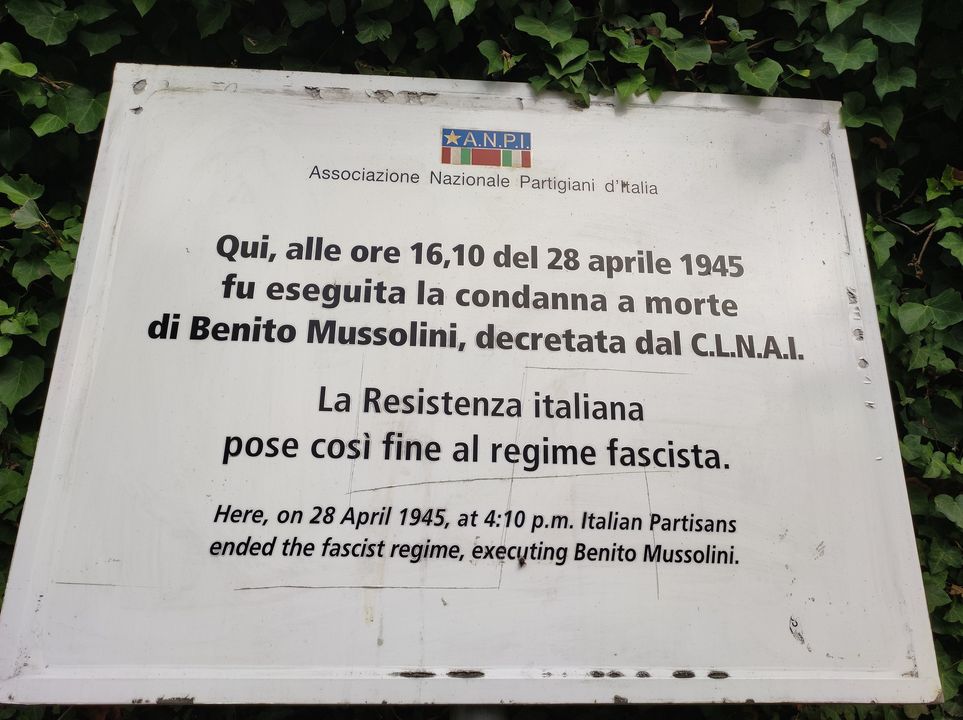 A.N.P.I.
Associazione Nazionale Partigiani d'Italia
Qui, alle ore 16,10 del 28 aprile 1945
fu eseguita la condanna a morte
di Benito Mussolini, decretata dal C.L.N.A.I.
La Resistenza italiana
pose così fine al regime fascista.
Here, on 28 April 1945, at 4:10 p.m. Italian Partisans
ended the fascist regime, executing Benito Mussolini.